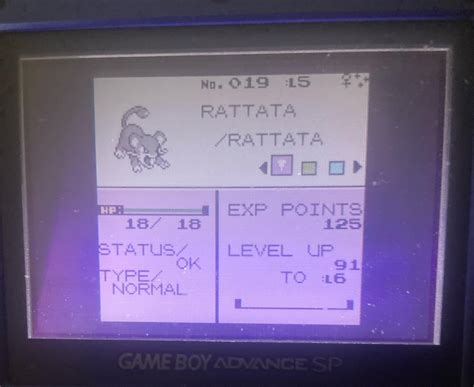 No. 019 :L5 ♀
RATTATA
/RATTATA
HP:
18/ 18
STATUS/
OK
TYPE/
NORMAL
EXP POINTS
125
LEVEL UP
91
TO :L6
GAME BOY ADVANCE SP